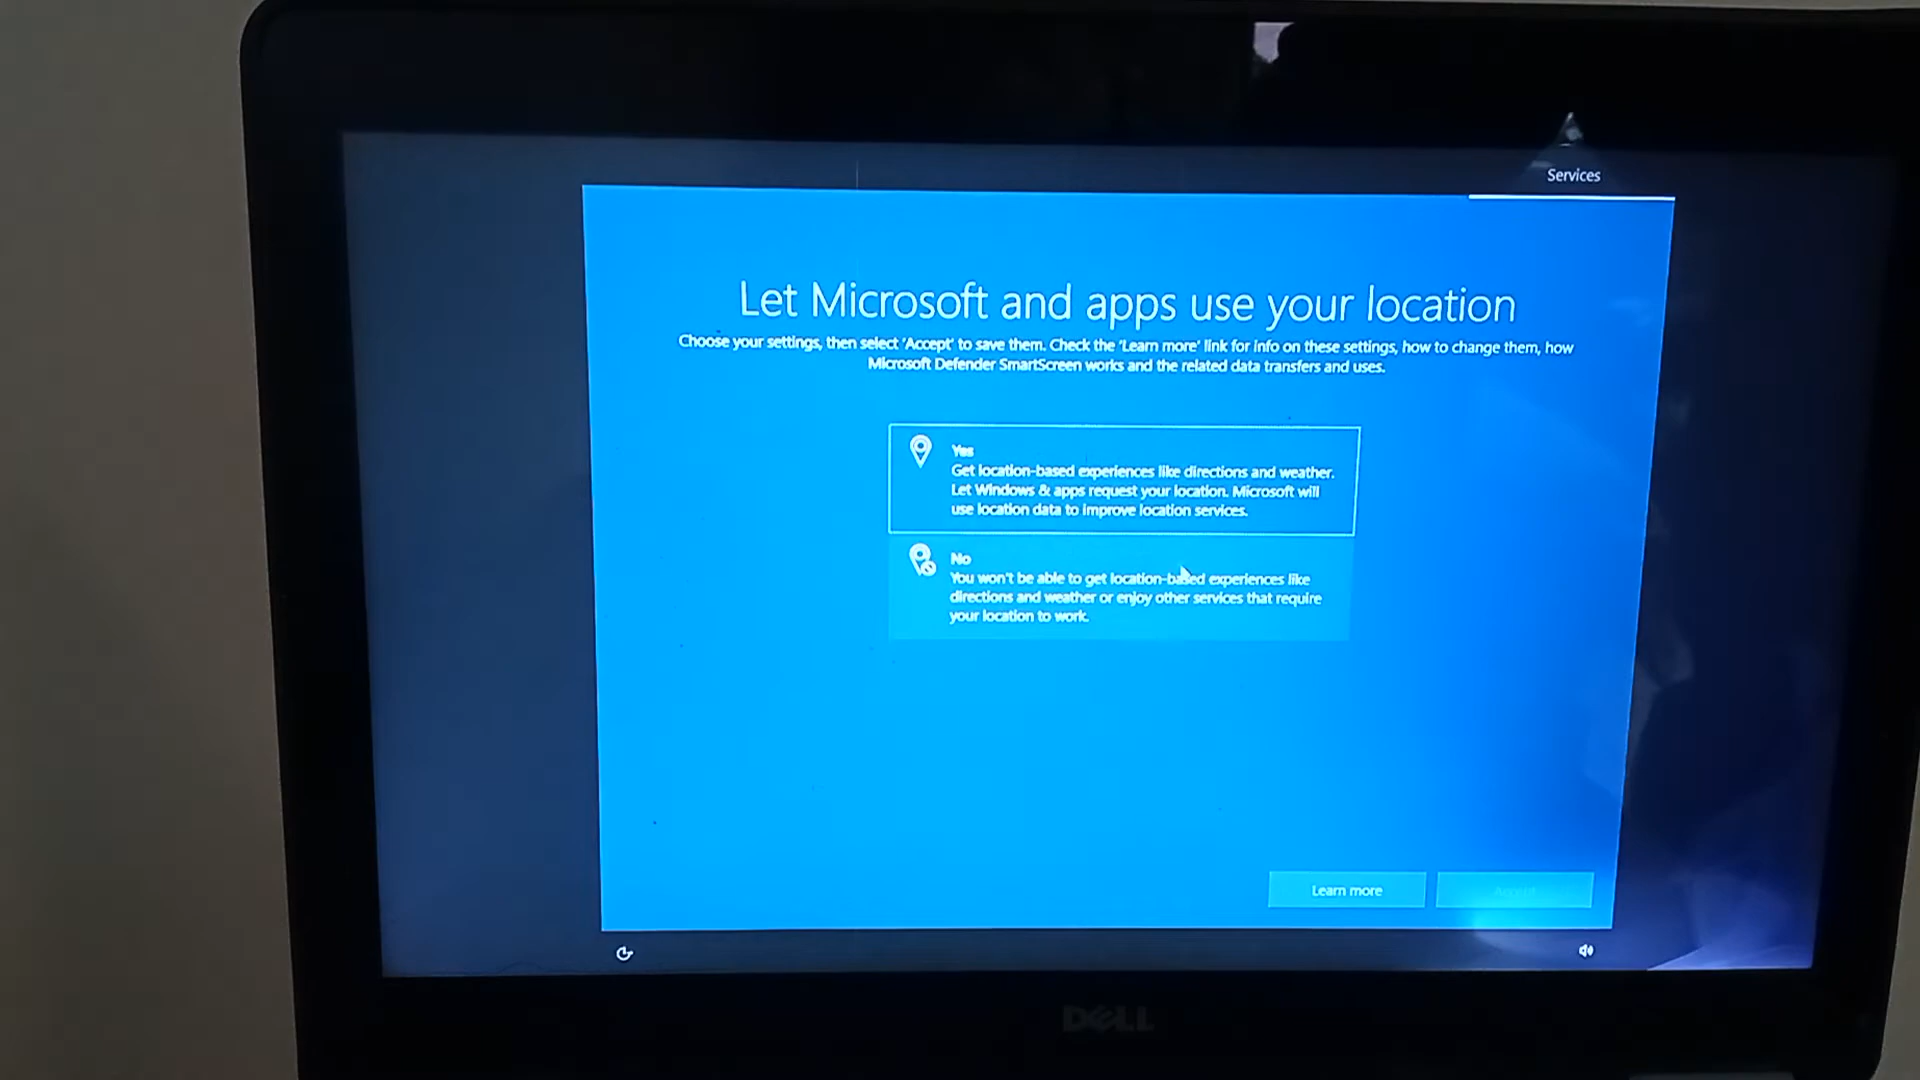 Services
Let Microsoft and apps use your location
Choose your settings, then select 'Accept' to save them. Check the 'Learn more' link for info on these settings, how to change them, how
Microsoft Defender SmartScreen works and the related data transfers and uses.
Yes
Get location-based experiences like directions and weather.
Let Windows & apps request your location. Microsoft will
use location data to improve location services.
No
You won't be able to get location-based experiences like
directions and weather or enjoy other services that require
your location to work.
Learn more
Accept
DELL